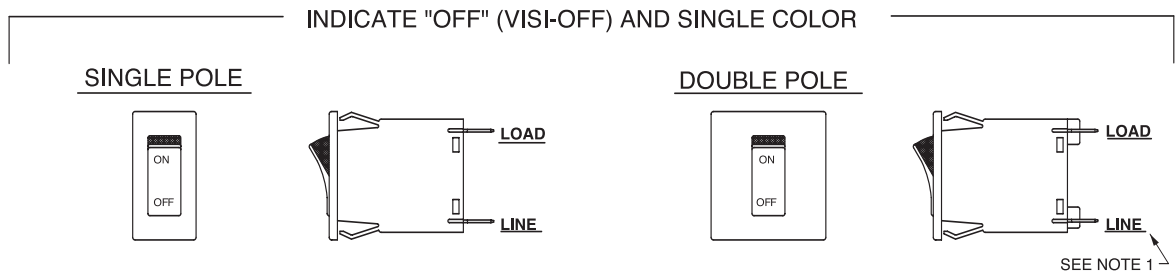 INDICATE "OFF" (VISI-OFF) AND SINGLE COLOR
SINGLE POLE
ON
OFF
LOAD
LINE
DOUBLE POLE
ON
OFF
LOAD
LINE
SEE NOTE 1